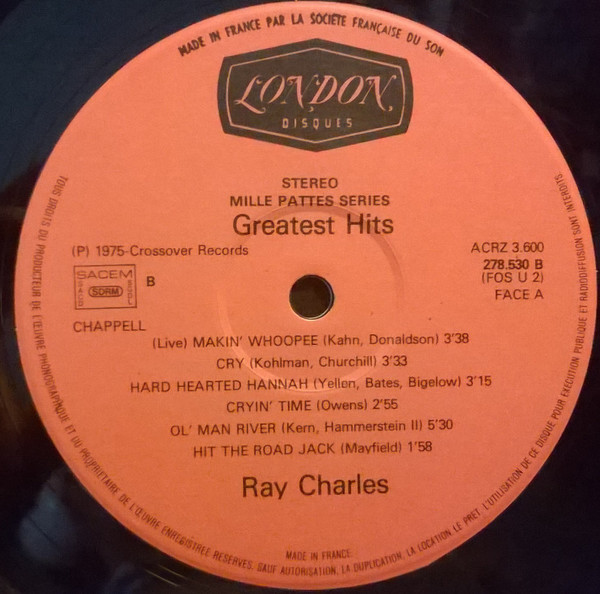 MADE IN FRANCE PAR LA SOCIÉTÉ FRANÇAISE DU SON
LONDON
DISQUES
STEREO
MILLE PATTES SERIES
Greatest Hits
(P) 1975-Crossover Records
ACRZ 3.600
SACEM
SDRM
B
278.530 B
(FOS U 2)
FACE A
CHAPPELL
(Live) MAKIN' WHOOPEE (Kahn, Donaldson) 3'38
CRY (Kohlman, Churchill) 3'33
HARD HEARTED HANNAH (Yellen, Bates, Bigelow) 3'15
CRYIN' TIME (Owens) 2'55
OL' MAN RIVER (Kern, Hammerstein II) 5'30
HIT THE ROAD JACK (Mayfield) 1'58
Ray Charles
MADE IN FRANCE
TOUS DROITS DU PRODUCTEUR DE L'ŒUVRE PHONOGRAPHIQUE ET DU PROPRIETAIRE DE L'ŒUVRE ENREGISTREE RESERVES. SAUF AUTORISATION, LA DUPLICATION, LA LOCATION, LE PRET, L'UTILISATION DE CE DISQUE POUR EXECUTION PUBLIQUE ET RADIODIFFUSION SONT INTERDITS